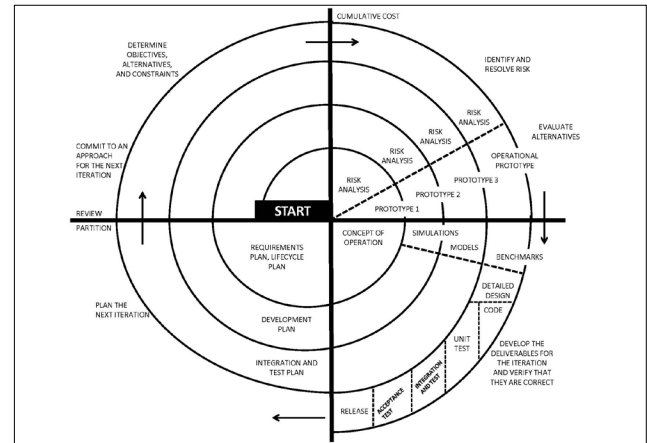 CUMULATIVE COST
DETERMINE
OBJECTIVES,
ALTERNATIVES,
AND CONSTRAINTS
IDENTIFY AND
RESOLVE RISK
RISK
ANALYSIS
EVALUATE
ALTERNATIVES
RISK
ANALYSIS
COMMIT TO AN
APPROACH
FOR THE NEXT
ITERATION
RISK
ANALYSIS
OPERATIONAL
PROTOTYPE
RISK
ANALYSIS
PROTOTYPE 3
PROTOTYPE 2
START
PROTOTYPE 1
REVIEW
PARTITION
CONCEPT OF
OPERATION
SIMULATIONS
REQUIREMENTS
PLAN, LIFECYCLE
PLAN
MODELS
BENCHMARKS
DETAILED
DESIGN
PLAN THE
NEXT ITERATION
CODE
DEVELOPMENT
PLAN
UNIT
TEST
DEVELOP THE
DELIVERABLES FOR
THE ITERATION
AND VERIFY THAT
THEY ARE CORRECT
INTEGRATION AND
TEST PLAN
INTEGRATION
AND TEST
ACCEPTANCE
TEST
RELEASE